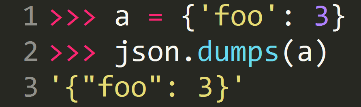 1 >>> a = {'foo': 3}
2 >>> json.dumps(a)
3 '{"foo": 3}'